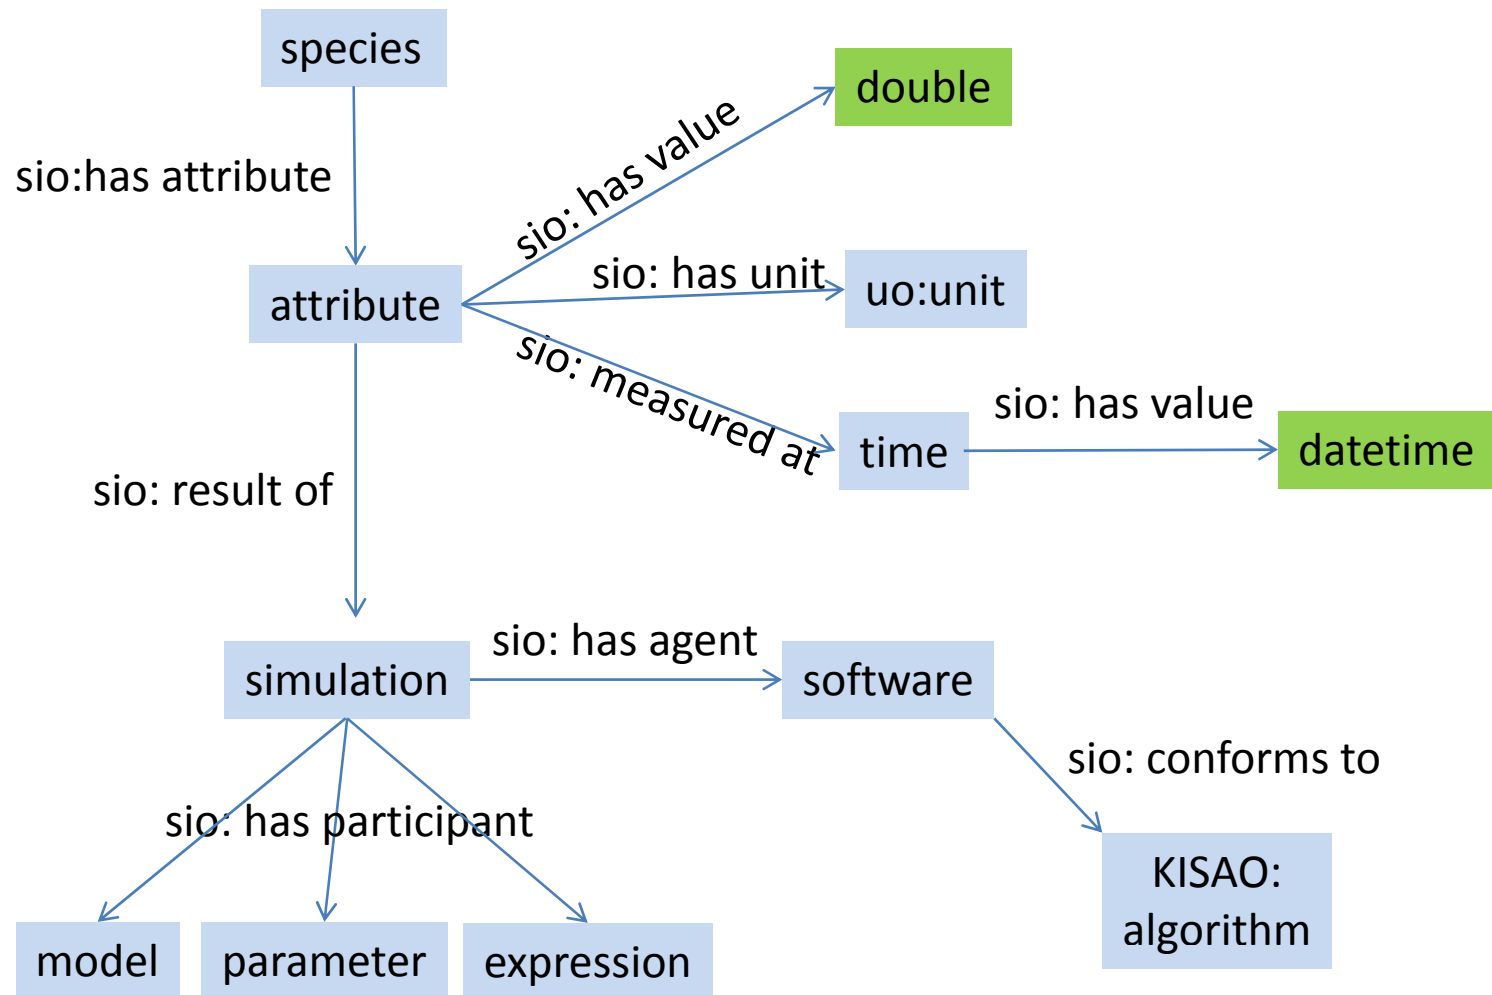 species
double
sio: has value
sio:has attribute
sio: has unit
uo:unit
attribute
sio: measured at
sio: has value
time
datetime
sio: result of
sio: has agent
simulation
software
sio: conforms to
sio: has participant
KISAO:
algorithm
model
parameter
expression